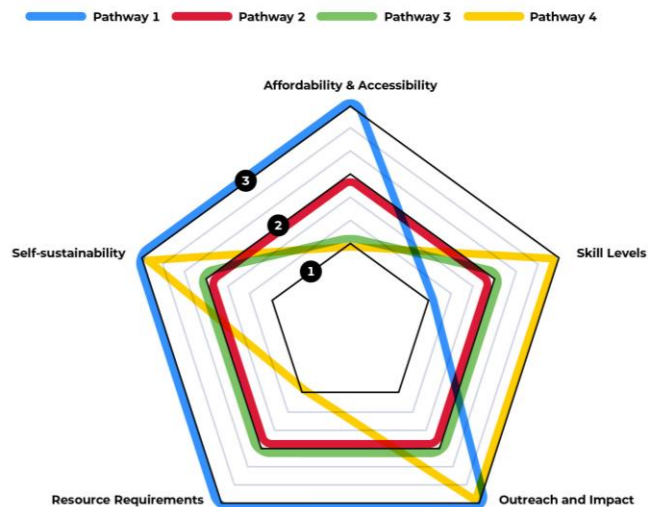 Pathway 1 Pathway 2 Pathway 3 Pathway 4
Affordability & Accessibility
3
2
Self-sustainability Skill Levels
1
Resource Requirements Outreach and Impact